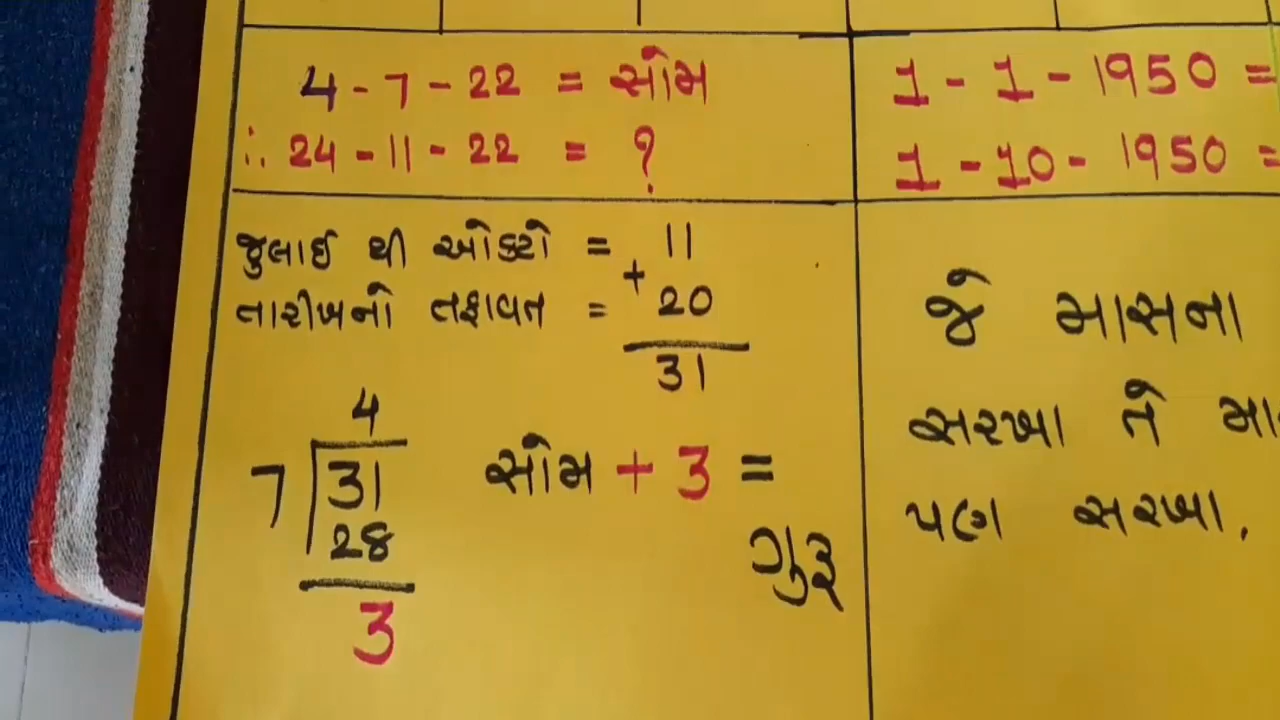 4 - 7 - 22 = સોમ
∴ 24 - 11 - 22 = ?
જુલાઈ થી ઓક્ટો = 11
+
તારીખનો તફાવત = 20
31
4
7 31
28
3
સોમ + 3 =
ગુરૂ
1 - 1 - 1950 =
1 - 10 - 1950 =
જે માસના
સરખા તે મા
પણ સરખા.